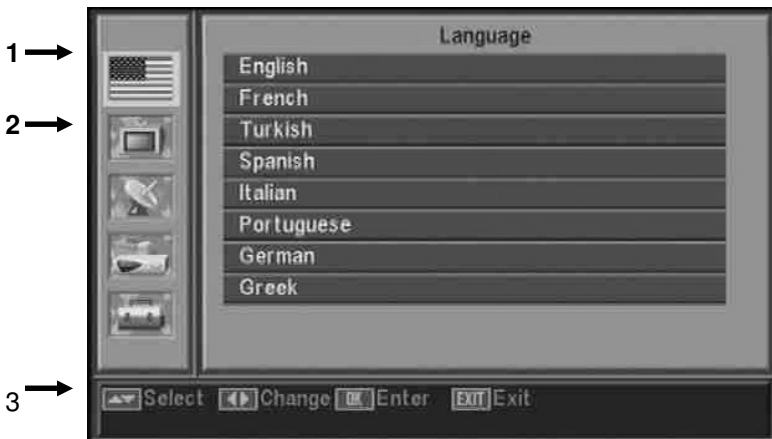 Language
1
English
French
2
Turkish
Spanish
Italian
Portuguese
German
Greek
3
Select Change OK Enter EXIT Exit